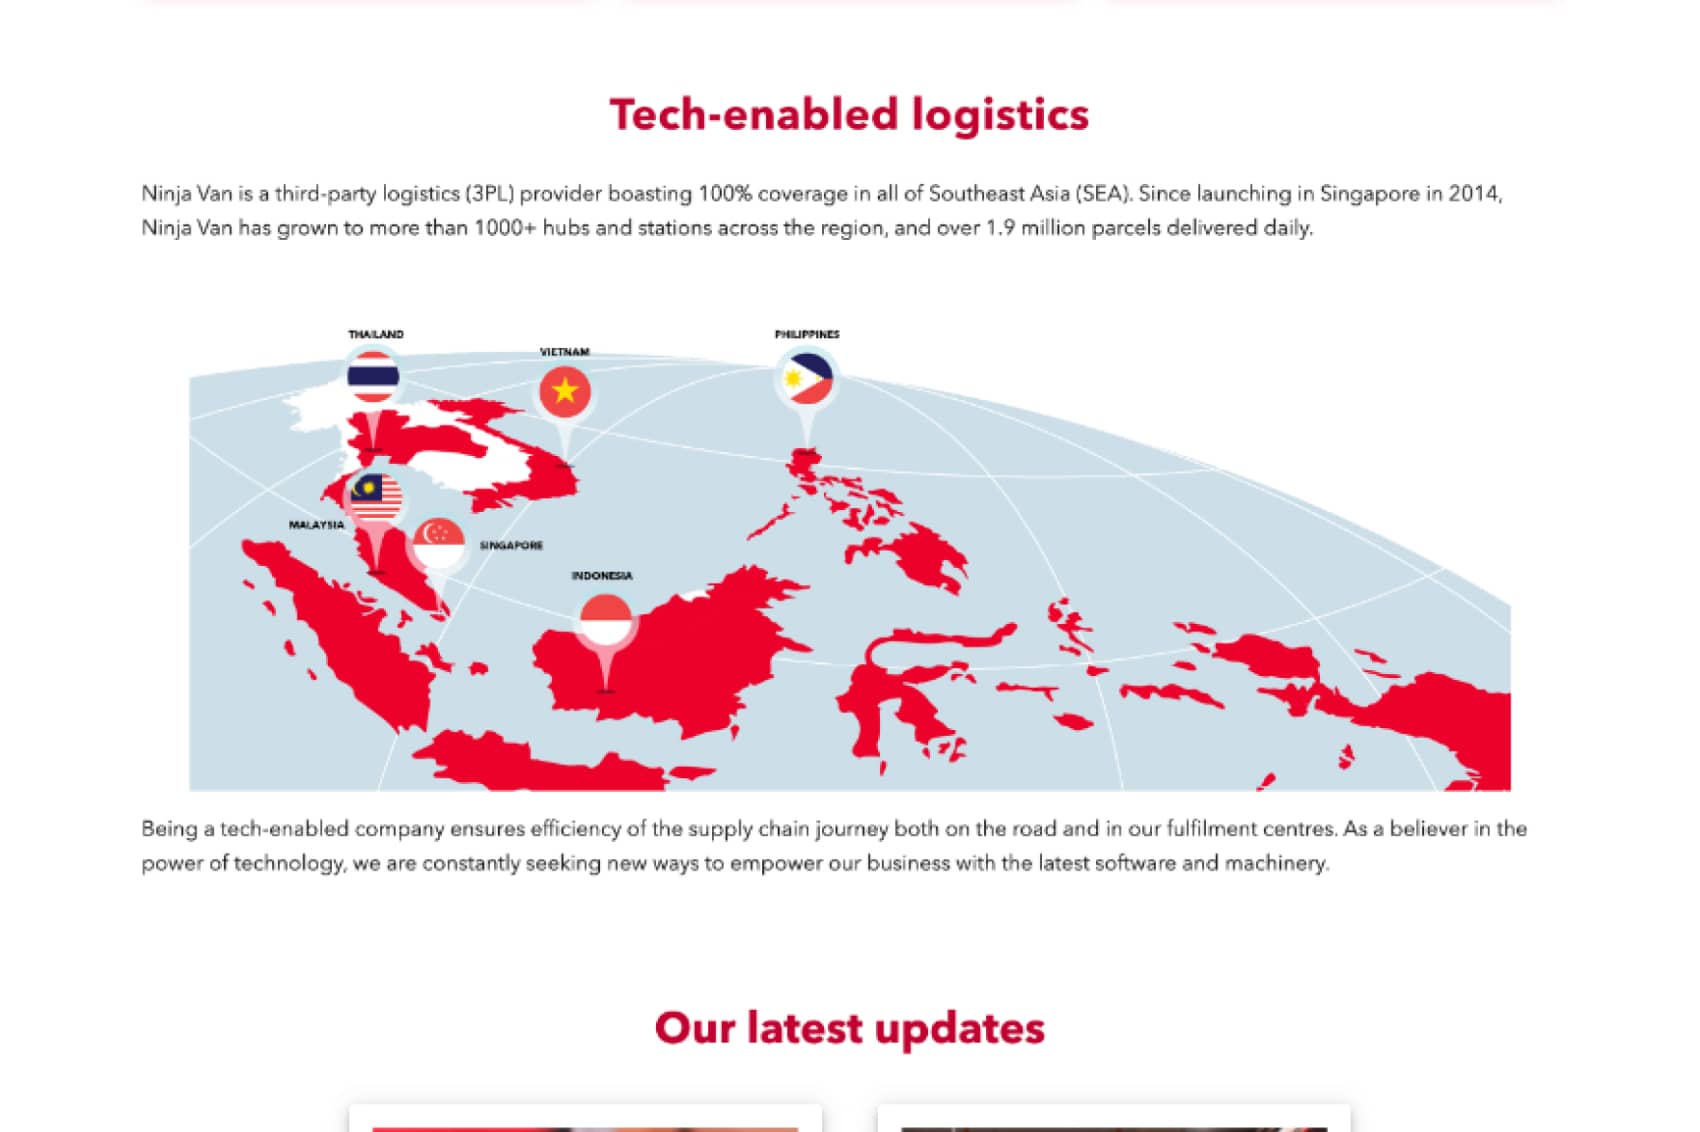 Tech-enabled logistics
Ninja Van is a third-party logistics (3PL) provider boasting 100% coverage in all of Southeast Asia (SEA). Since launching in Singapore in 2014,
Ninja Van has grown to more than 1000+ hubs and stations across the region, and over 1.9 million parcels delivered daily.
THAILAND
VIETNAM
PHILIPPINES
MALAYSIA
SINGAPORE
INDONESIA
Being a tech-enabled company ensures efficiency of the supply chain journey both on the road and in our fulfilment centres. As a believer in the
power of technology, we are constantly seeking new ways to empower our business with the latest software and machinery.
Our latest updates